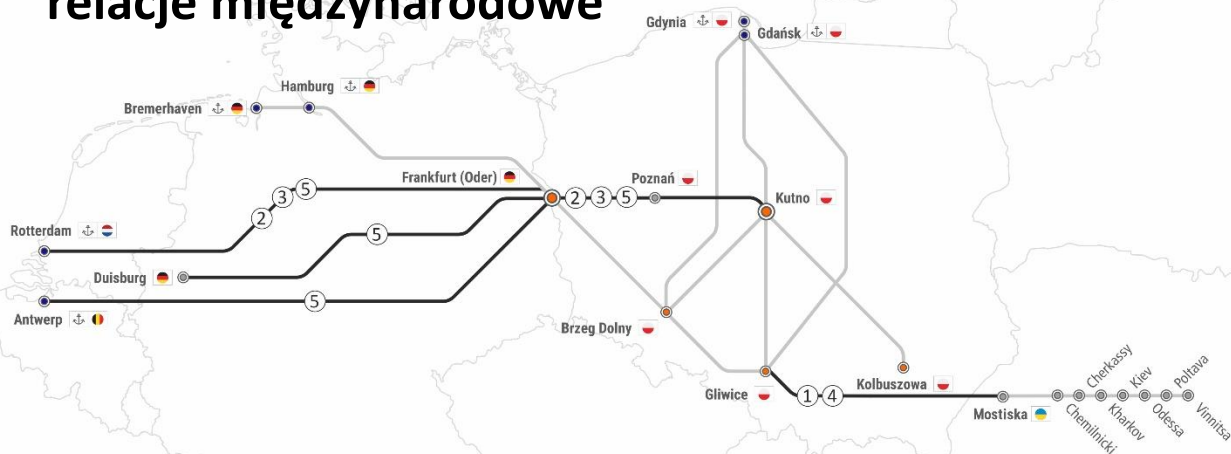 relacje międzynarodowe
Gdynia
Gdańsk
Hamburg
Bremerhaven
Frankfurt (Oder)
Poznań
5
3
2
2
3
5
Kutno
Rotterdam
5
Duisburg
5
Antwerp
Brzeg Dolny
Gliwice
1
4
Kolbuszowa
Mostiska
Chemilnicki
Cherkassy
Kharkov
Kiev
Odessa
Połtava
Vinnitsa